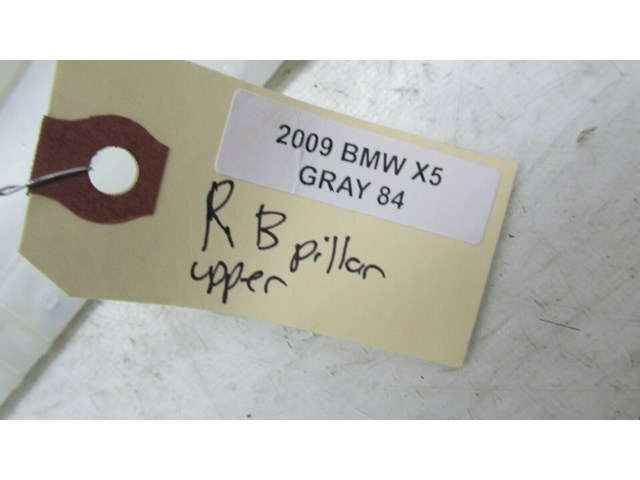 2009 BMW X5
GRAY 84
R B pillar
upper